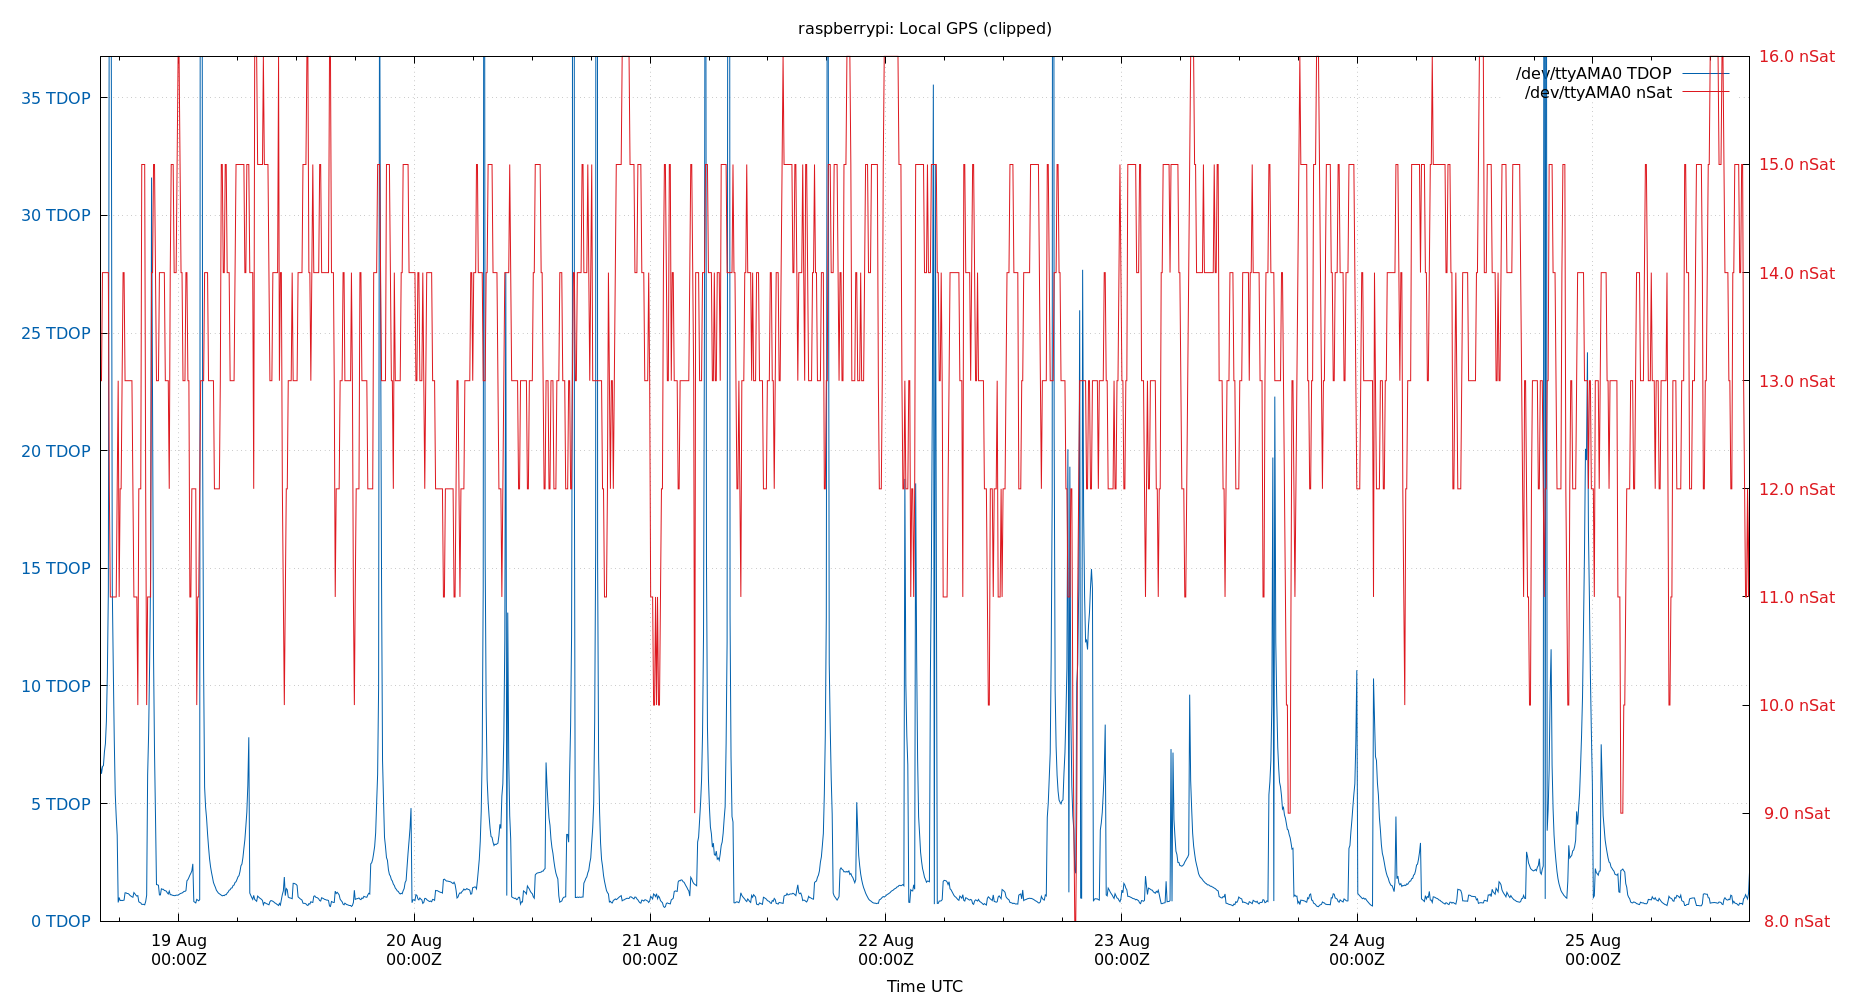 raspberrypi: Local GPS (clipped)
/dev/ttyAMA0 TDOP
/dev/ttyAMA0 nSat
35 TDOP
30 TDOP
25 TDOP
20 TDOP
15 TDOP
10 TDOP
5 TDOP
0 TDOP
16.0 nSat
15.0 nSat
14.0 nSat
13.0 nSat
12.0 nSat
11.0 nSat
10.0 nSat
9.0 nSat
8.0 nSat
19 Aug
00:00Z
20 Aug
00:00Z
21 Aug
00:00Z
22 Aug
00:00Z
23 Aug
00:00Z
24 Aug
00:00Z
25 Aug
00:00Z
Time UTC